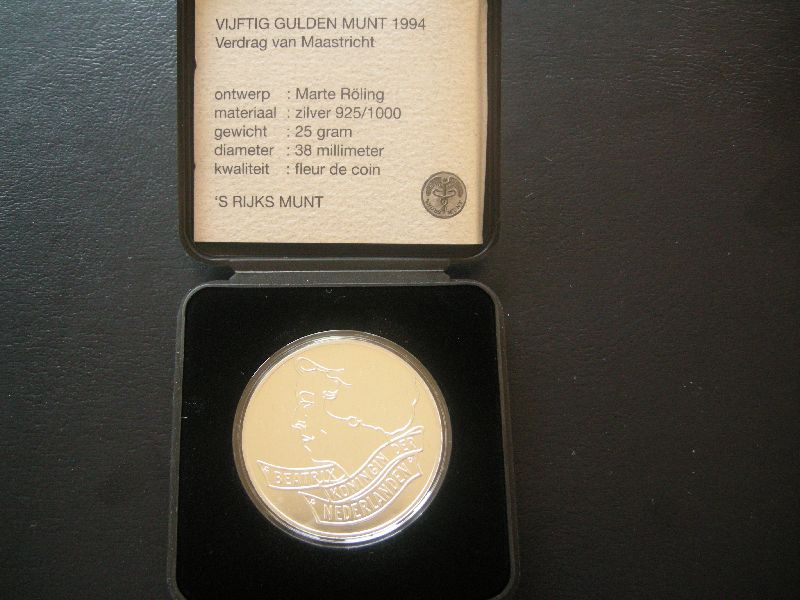 VIJFTIG GULDEN MUNT 1994
Verdrag van Maastricht
ontwerp : Marte Röling
materiaal : zilver 925/1000
gewicht : 25 gram
diameter : 38 millimeter
kwaliteit : fleur de coin
'S RIJKS MUNT
BEATRIX
KONINGIN DER
NEDERLANDEN